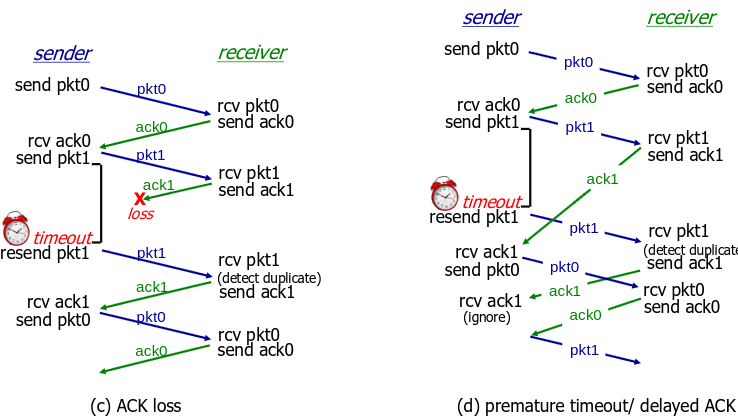 sender
receiver
send pkt0
pkt0
rcv pkt0
send ack0
ack0
rcv ack0
send pkt1
pkt1
rcv pkt1
send ack1
ack1
X
loss
timeout
resend pkt1
pkt1
rcv pkt1
(detect duplicate)
send ack1
ack1
rcv ack1
send pkt0
pkt0
rcv pkt0
send ack0
ack0
(c) ACK loss
sender
receiver
send pkt0
pkt0
rcv pkt0
send ack0
ack0
rcv ack0
send pkt1
pkt1
rcv pkt1
send ack1
ack1
timeout
resend pkt1
pkt1
rcv pkt1
(detect duplicate
send ack1
rcv ack1
send pkt0
pkt0
ack1
rcv pkt0
send ack0
rcv ack1
(ignore)
ack0
pkt1
(d) premature timeout/ delayed ACK